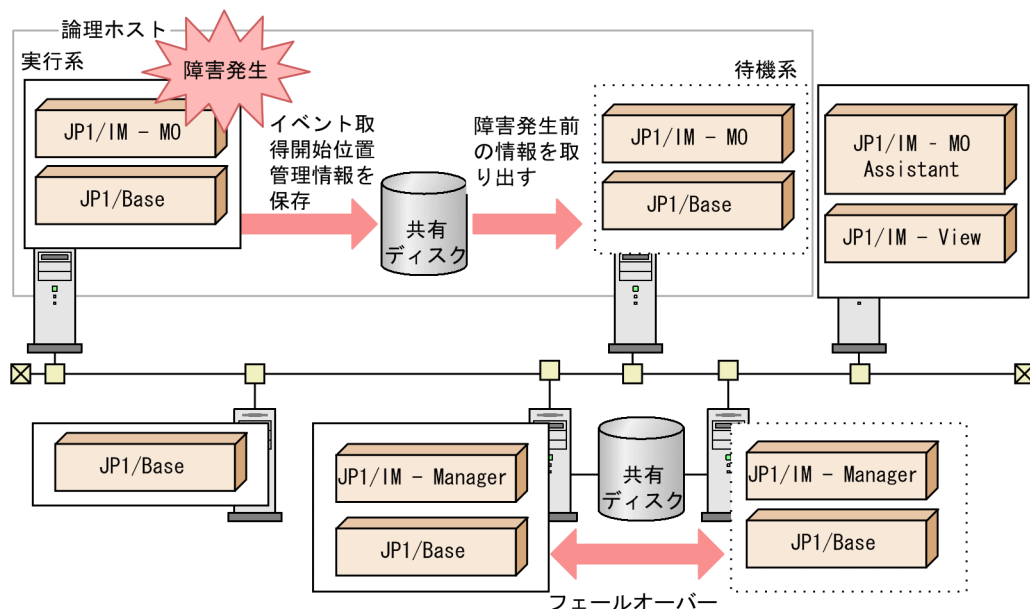 論理ホスト
実行系
障害発生
待機系
JP1/IM － MO
JP1/Base
イベント取
得開始位置
管理情報を
保存
共有
ディスク
障害発生前
の情報を取
り出す
JP1/IM － MO
JP1/Base
JP1/IM － MO
Assistant
JP1/IM－View
JP1/Base
JP1/IM － Manager
JP1/Base
共有
ディスク
JP1/IM － Manager
JP1/Base
フェールオーバー